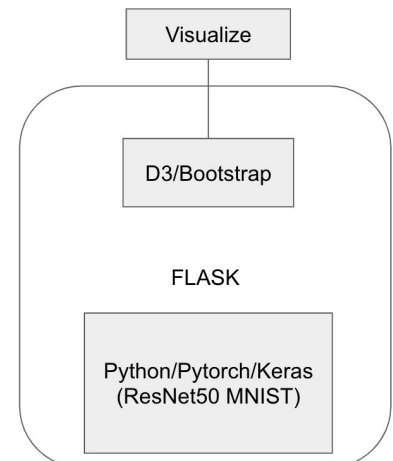 Visualize
D3/Bootstrap
FLASK
Python/Pytorch/Keras
(ResNet50 MNIST)